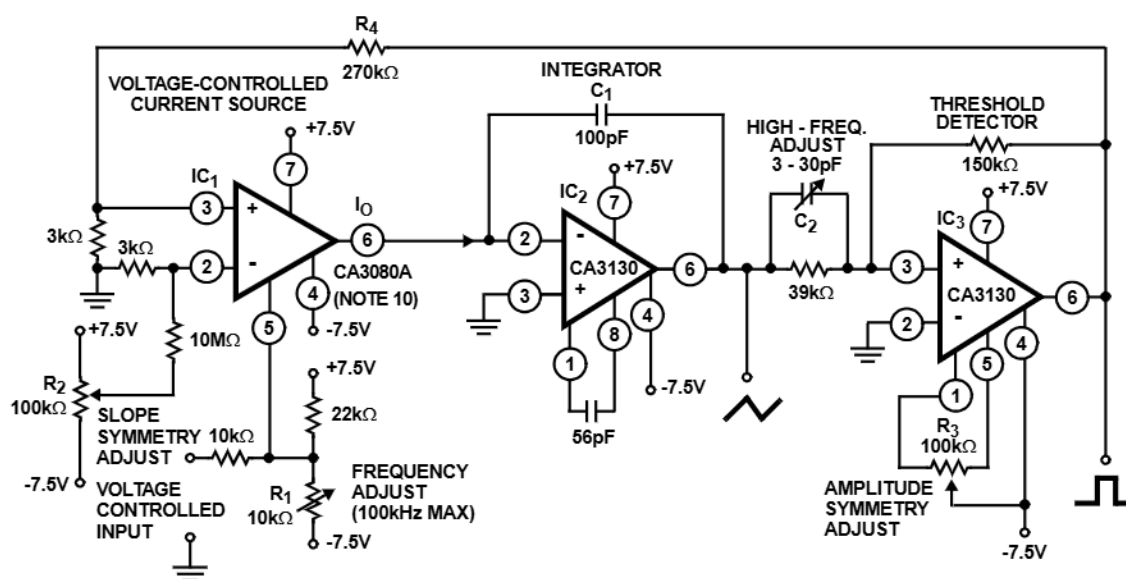 R4
270kΩ
VOLTAGE-CONTROLLED
CURRENT SOURCE
+7.5V
7
IC1
3
+
3kΩ
3kΩ
2
-
IO
6
CA3080A
(NOTE 10)
4
-7.5V
5
+7.5V
10MΩ
R2
100kΩ
-7.5V
SLOPE
SYMMETRY
ADJUST
10kΩ
VOLTAGE
CONTROLLED
INPUT
+7.5V
22kΩ
R1
10kΩ
FREQUENCY
ADJUST
(100kHz MAX)
-7.5V
INTEGRATOR
C1
100pF
+7.5V
IC2
7
2
-
CA3130
+
3
6
4
8
1
-7.5V
56pF
HIGH - FREQ.
ADJUST
3 - 30pF
C2
39kΩ
THRESHOLD
DETECTOR
150kΩ
+7.5V
IC3
7
3
+
CA3130
-
2
6
4
5
1
R3
100kΩ
AMPLITUDE
SYMMETRY
ADJUST
-7.5V